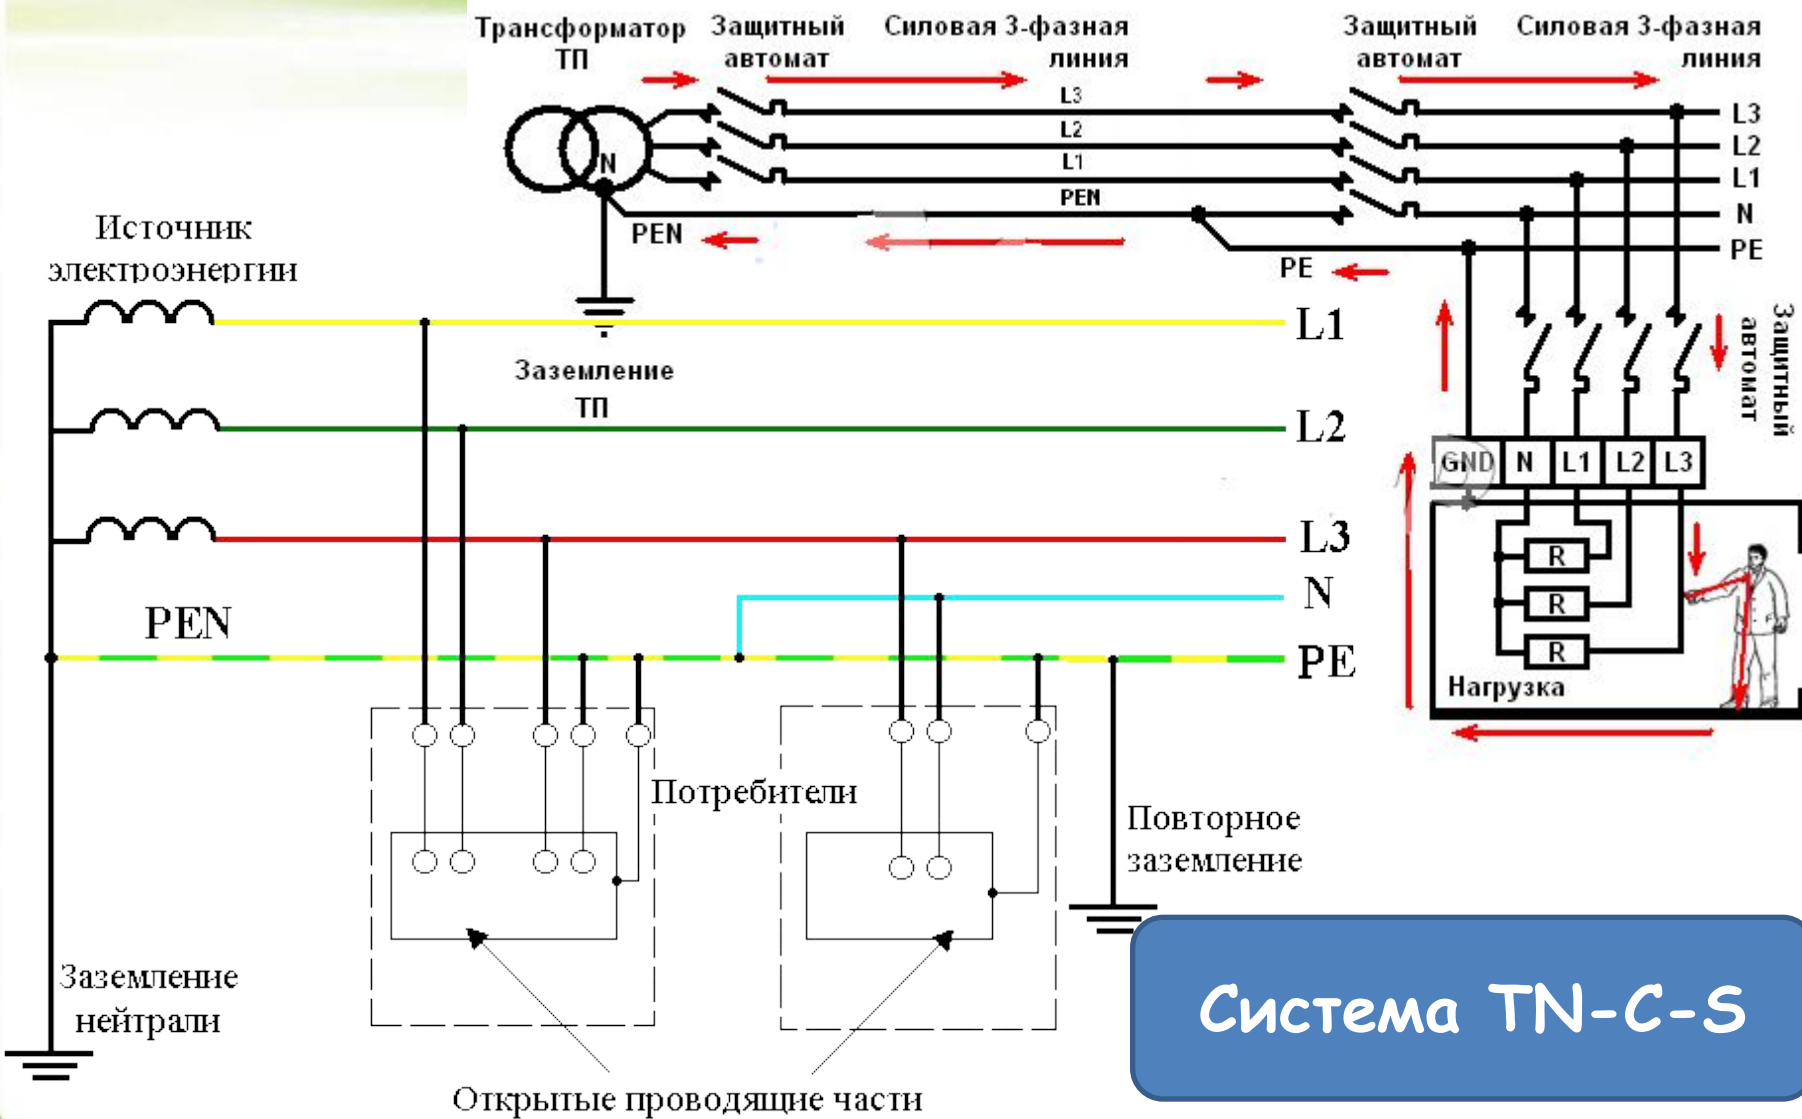 Трансформатор
ТП
Защитный
автомат
Силовая 3-фазная
линия
Защитный
автомат
Силовая 3-фазная
линия
L3
L2
L1
PEN
N
PEN
L3
L2
L1
N
PE
PE
Источник
электроэнергии
L1
Заземление
ТП
L2
L3
N
PEN
PE
Защитный
автомат
GND N L1 L2 L3
R
R
R
Нагрузка
Потребители
Повторное
заземление
Заземление
нейтрали
Открытые проводящие части
Система TN-C-S